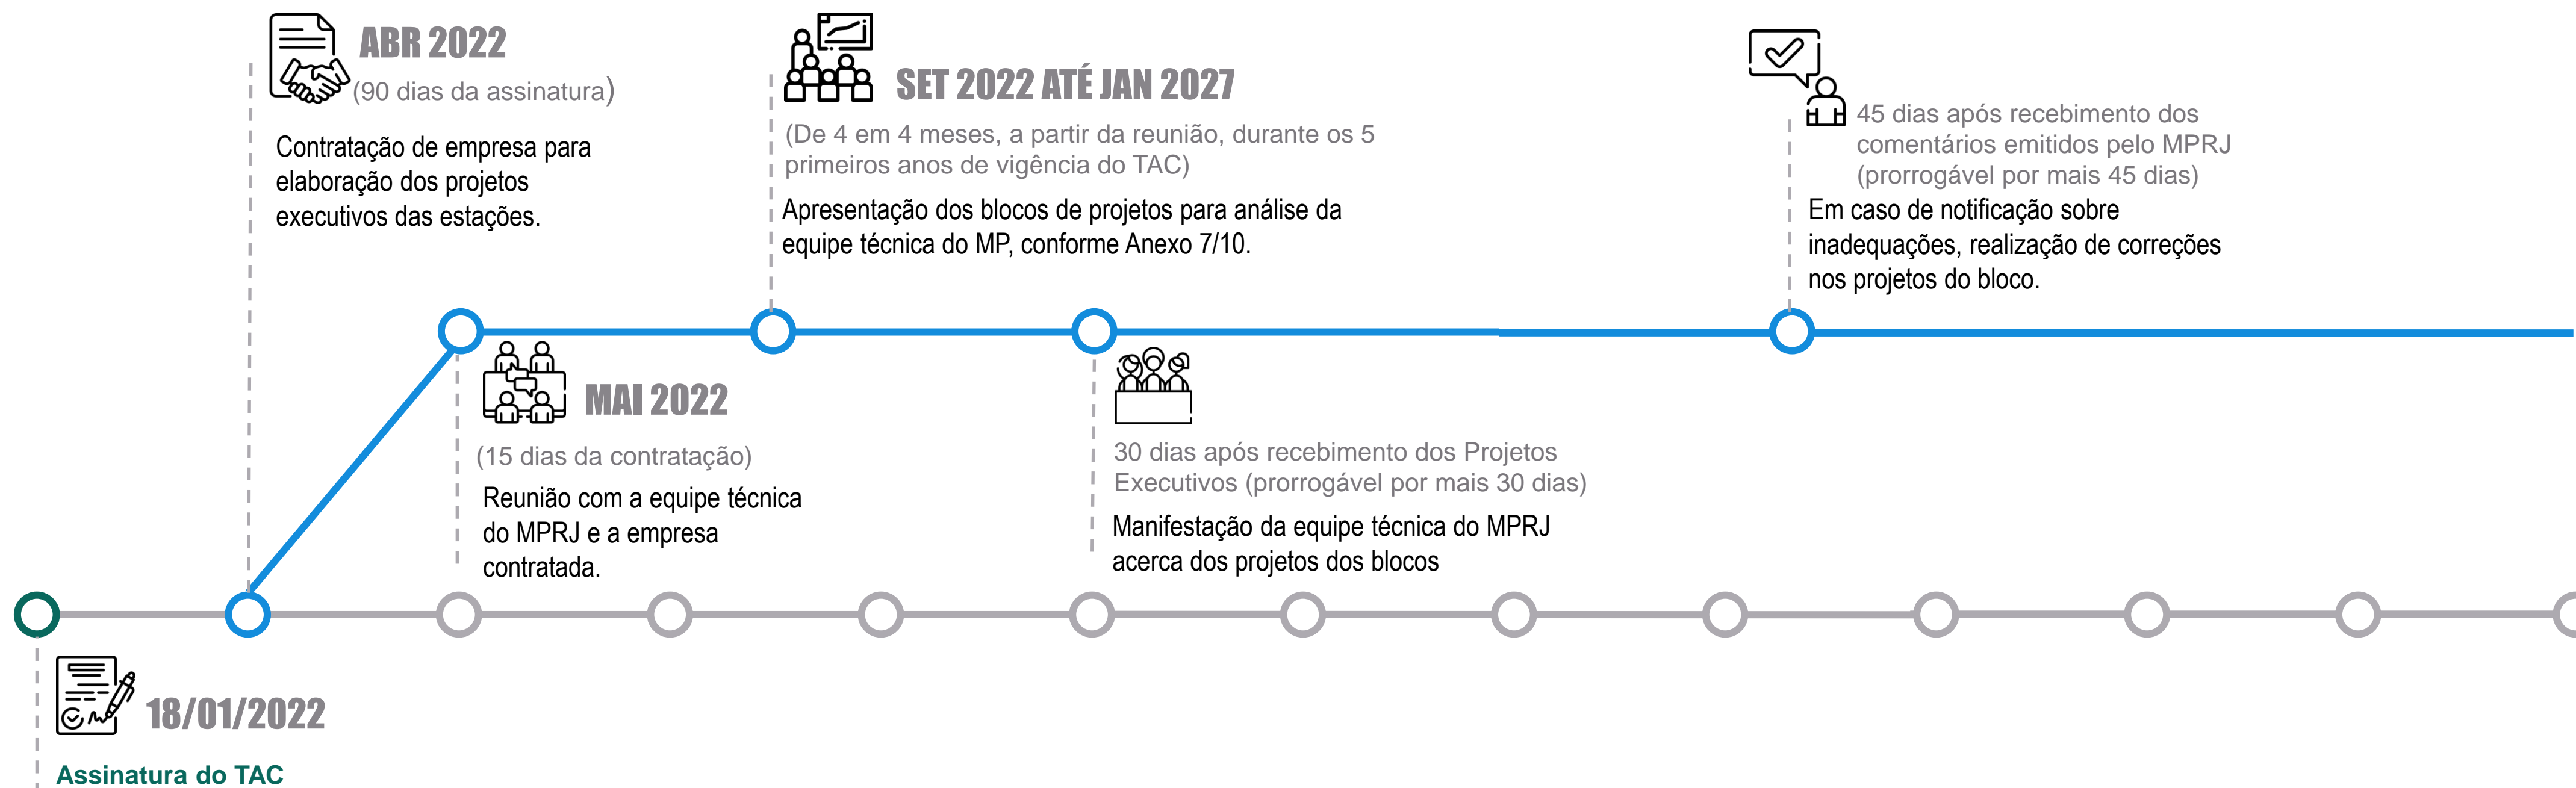 ABR 2022
(90 dias da assinatura)
Contratação de empresa para
elaboração dos projetos
executivos das estações.
SET 2022 ATÉ JAN 2027
(De 4 em 4 meses, a partir da reunião, durante os 5
primeiros anos de vigência do TAC)
Apresentação dos blocos de projetos para análise da
equipe técnica do MP, conforme Anexo 7/10.
45 dias após recebimento dos
comentários emitidos pelo MPRJ
(prorrogável por mais 45 dias)
Em caso de notificação sobre
inadequações, realização de correções
nos projetos do bloco.
MAI 2022
(15 dias da contratação)
Reunião com a equipe técnica
do MPRJ e a empresa
contratada.
30 dias após recebimento dos Projetos
Executivos (prorrogável por mais 30 dias)
Manifestação da equipe técnica do MPRJ
acerca dos projetos dos blocos
18/01/2022
Assinatura do TAC